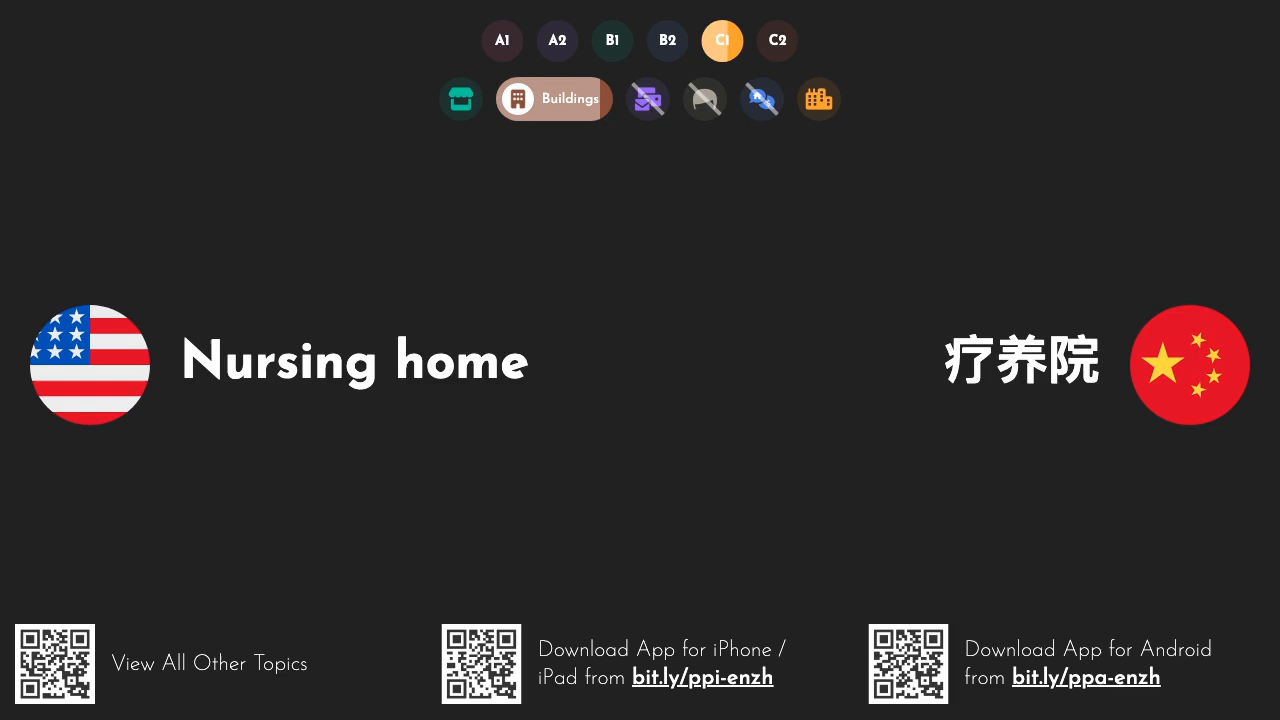 A1 A2 B1 B2 C1 C2
Buildings
Nursing home
疗养院
View All Other Topics
Download App for iPhone /
iPad from bit.ly/ppi-enzh
Download App for Android
from bit.ly/ppa-enzh